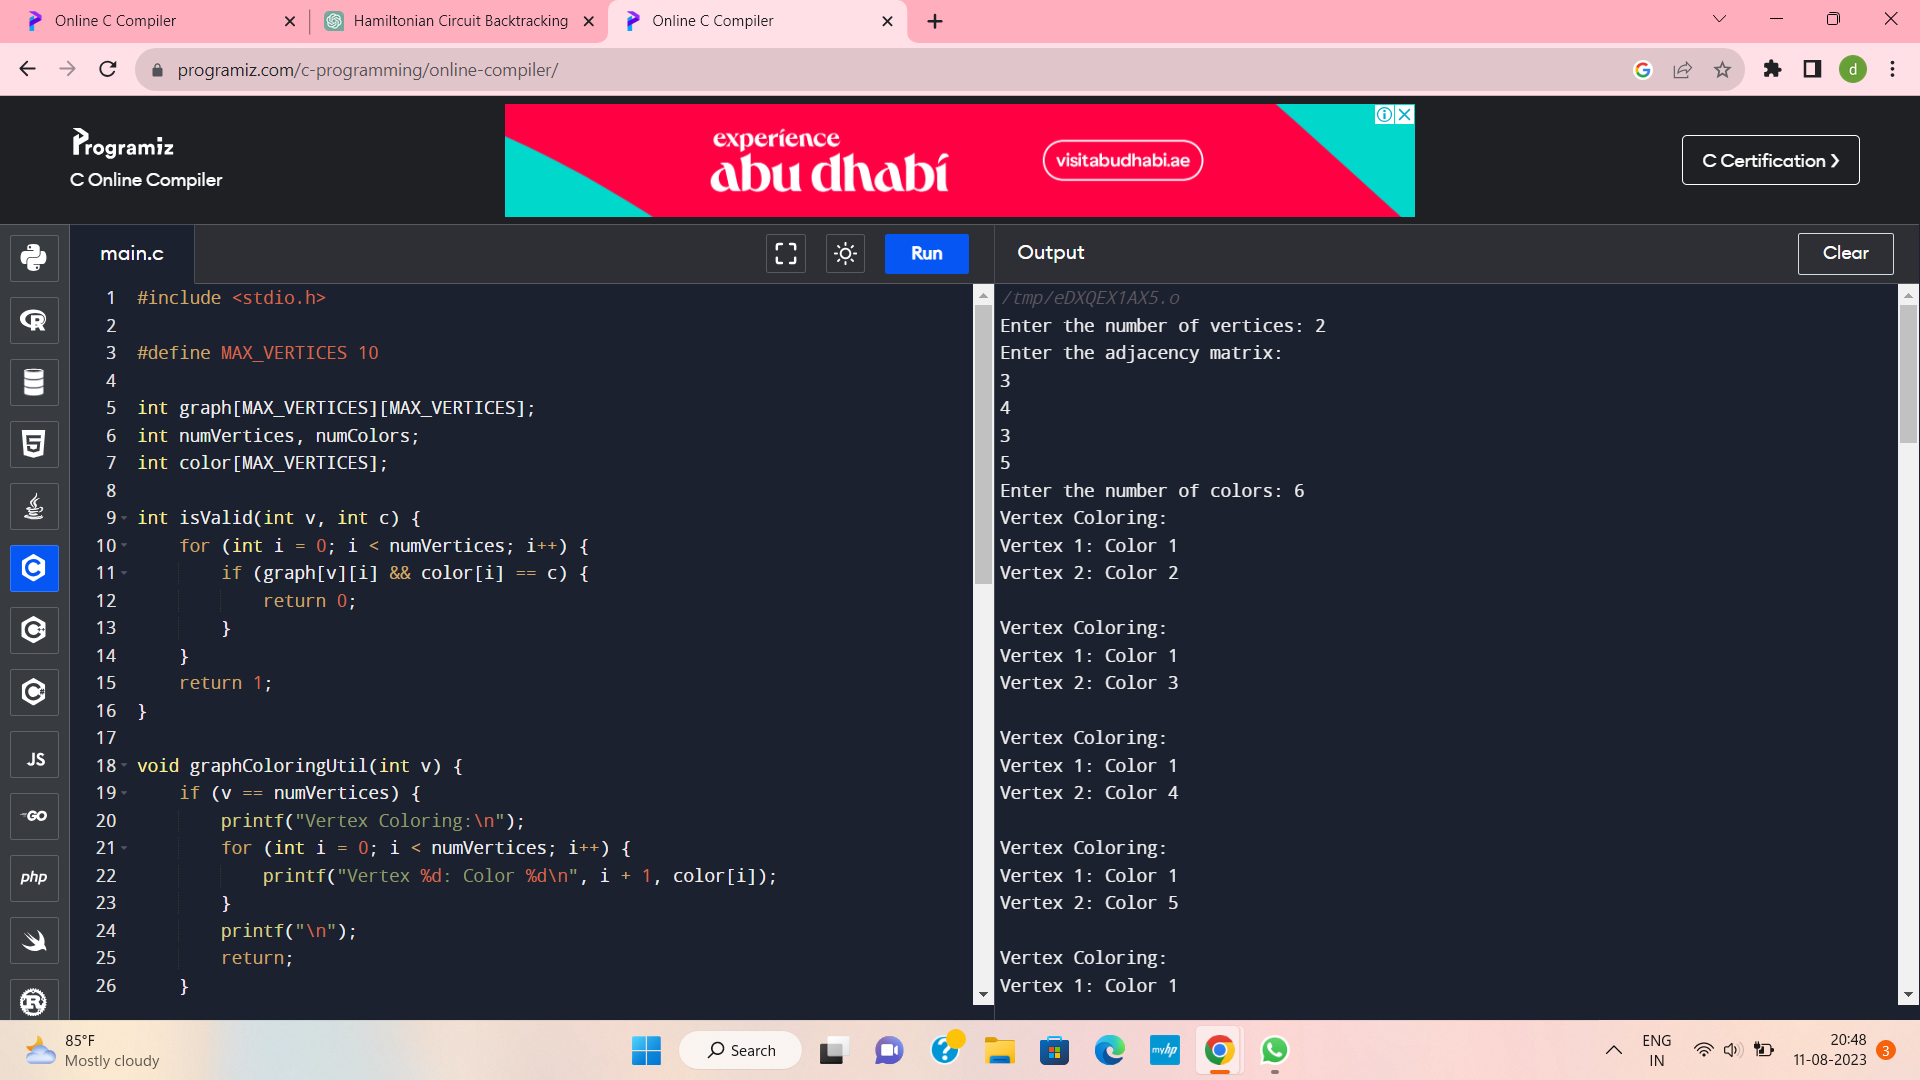 Online C Compiler
Hamiltonian Circuit Backtracking
Online C Compiler
programiz.com/c-programming/online-compiler/
d
Programiz
C Online Compiler
experience
abu dhabi
visitabudhabi.ae
C Certification ❯
main.c
Run
Output
Clear
1 #include <stdio.h>
2
3 #define MAX_VERTICES 10
4
5 int graph[MAX_VERTICES][MAX_VERTICES];
6 int numVertices, numColors;
7 int color[MAX_VERTICES];
8
9 int isValid(int v, int c) {
10     for (int i = 0; i < numVertices; i++) {
11         if (graph[v][i] && color[i] == c) {
12             return 0;
13         }
14     }
15     return 1;
16 }
17
18 void graphColoringUtil(int v) {
19     if (v == numVertices) {
20         printf("Vertex Coloring:\n");
21         for (int i = 0; i < numVertices; i++) {
22             printf("Vertex %d: Color %d\n", i + 1, color[i]);
23         }
24         printf("\n");
25         return;
26     }
/tmp/eDXQEX1AX5.o
Enter the number of vertices: 2
Enter the adjacency matrix:
3
4
3
5
Enter the number of colors: 6
Vertex Coloring:
Vertex 1: Color 1
Vertex 2: Color 2

Vertex Coloring:
Vertex 1: Color 1
Vertex 2: Color 3

Vertex Coloring:
Vertex 1: Color 1
Vertex 2: Color 4

Vertex Coloring:
Vertex 1: Color 1
Vertex 2: Color 5

Vertex Coloring:
Vertex 1: Color 1
JS
GO
php
85°F
Mostly cloudy
Search
myhp
ENG
IN
20:48
11-08-2023
3